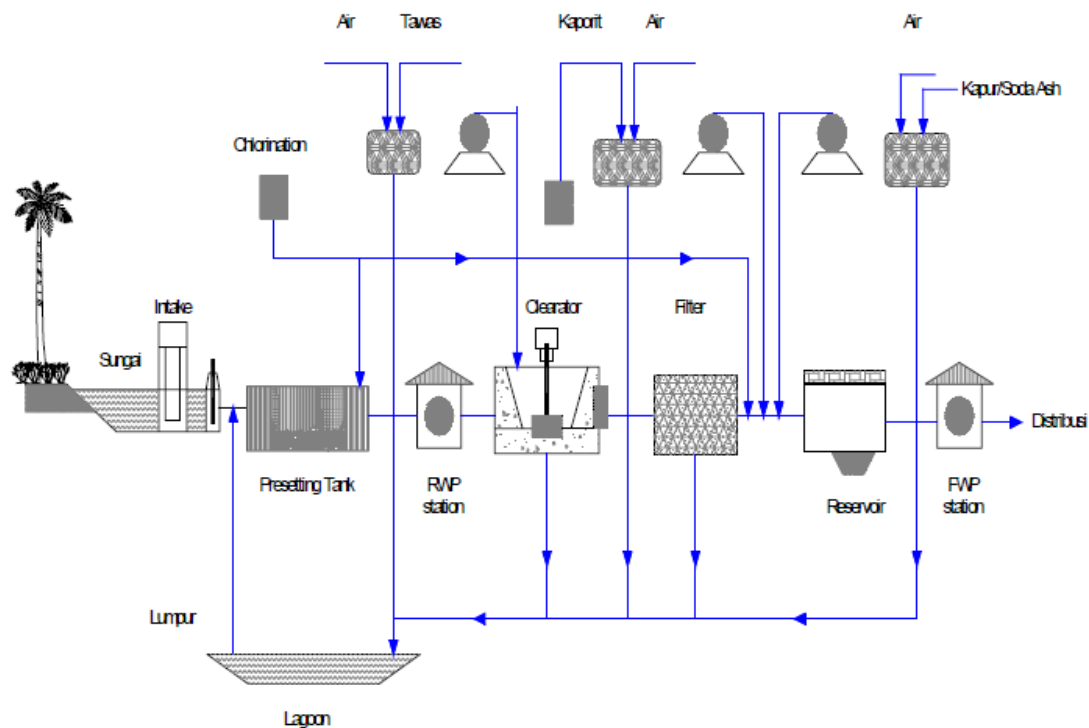 Air
Tawas
Kaporit
Air
Air
Kapur/Soda Ash
Chlorination
Intake
Sungai
Clearator
Filter
Distribusi
Presetting Tank
RWP
station
Reservoir
FWP
station
Lumpur
Lagoon